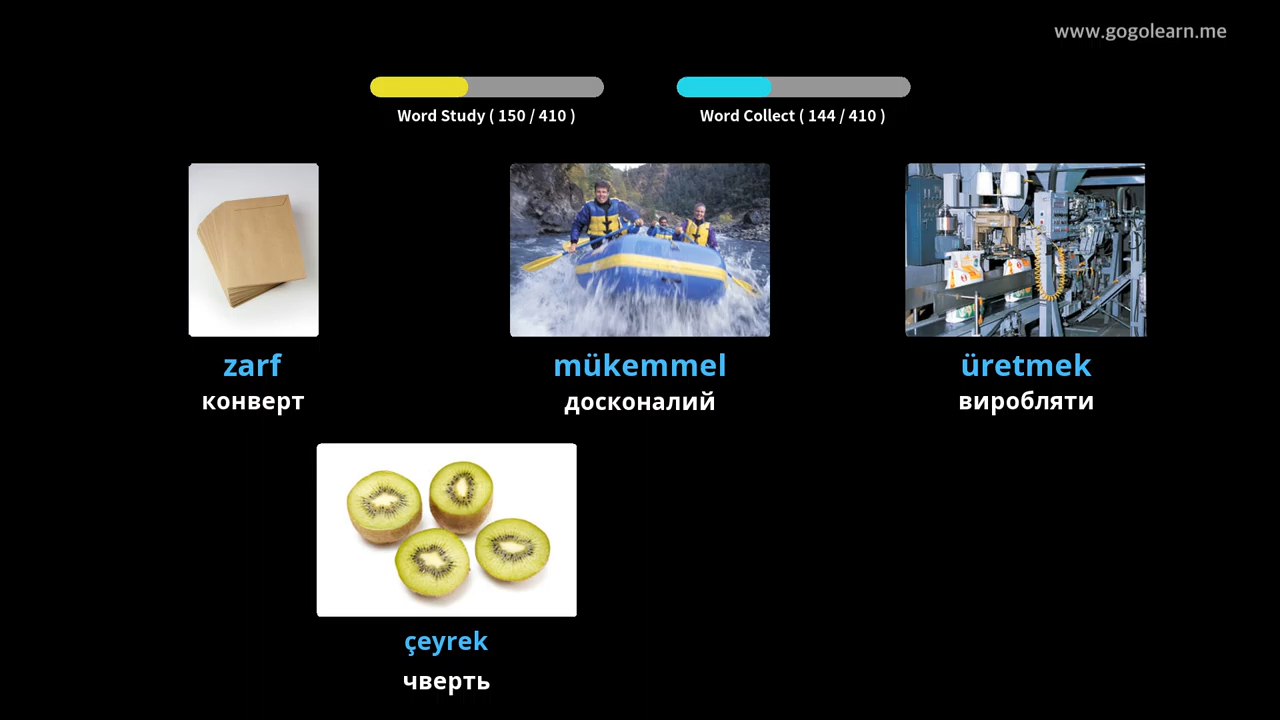 www.gogolearn.me
Word Study ( 150 / 410 )
Word Collect ( 144 / 410 )
zarf
конверт
mükemmel
досконалий
üretmek
виробляти
çeyrek
чверть